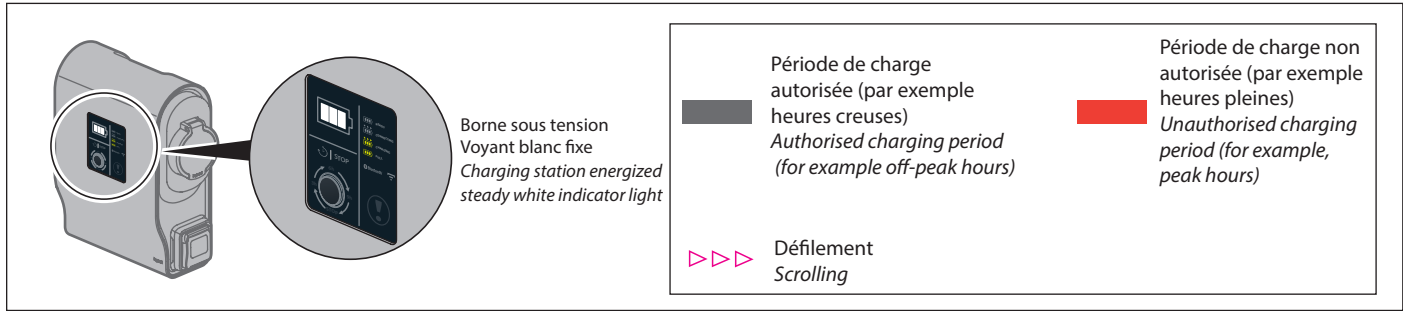 STOP
Bluetooth
Borne sous tension
Voyant blanc fixe
Charging station energized
steady white indicator light
Période de charge
autorisée (par exemple
heures creuses)
Authorised charging period
(for example off-peak hours)
Période de charge non
autorisée (par exemple
heures pleines)
Unauthorised charging
period (for example,
peak hours)
Défilement
Scrolling